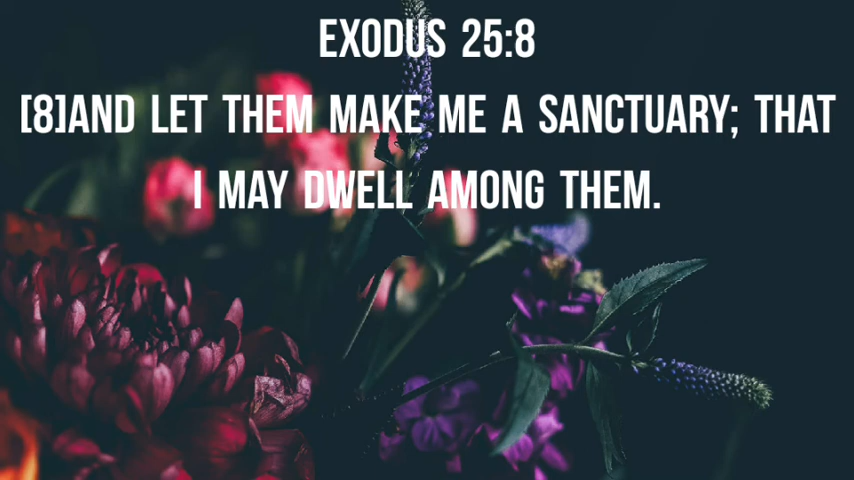 EXODUS 25:8
[8]AND LET THEM MAKE ME A SANCTUARY; THAT
I MAY DWELL AMONG THEM.